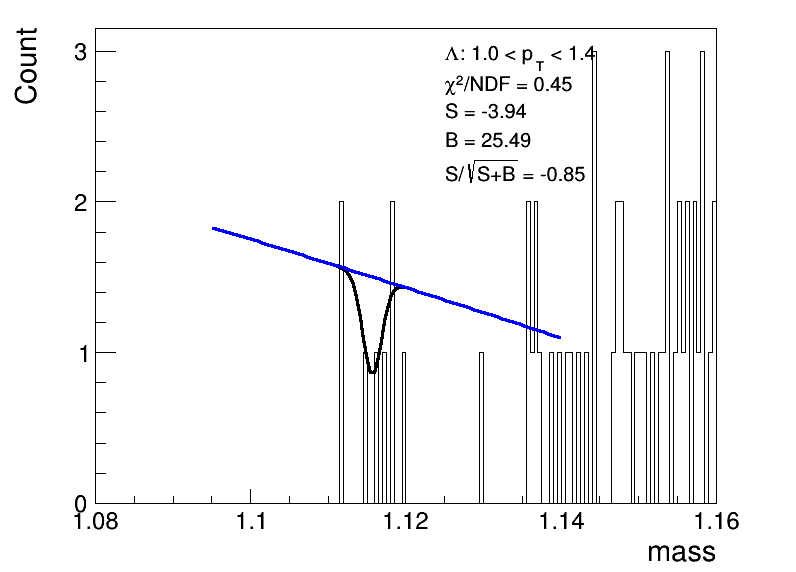 Count
3
2
1
0
Λ: 1.0 < p_T < 1.4
χ²/NDF = 0.45
S = -3.94
B = 25.49
S/√S+B = -0.85
1.08
1.1
1.12
1.14
1.16
mass